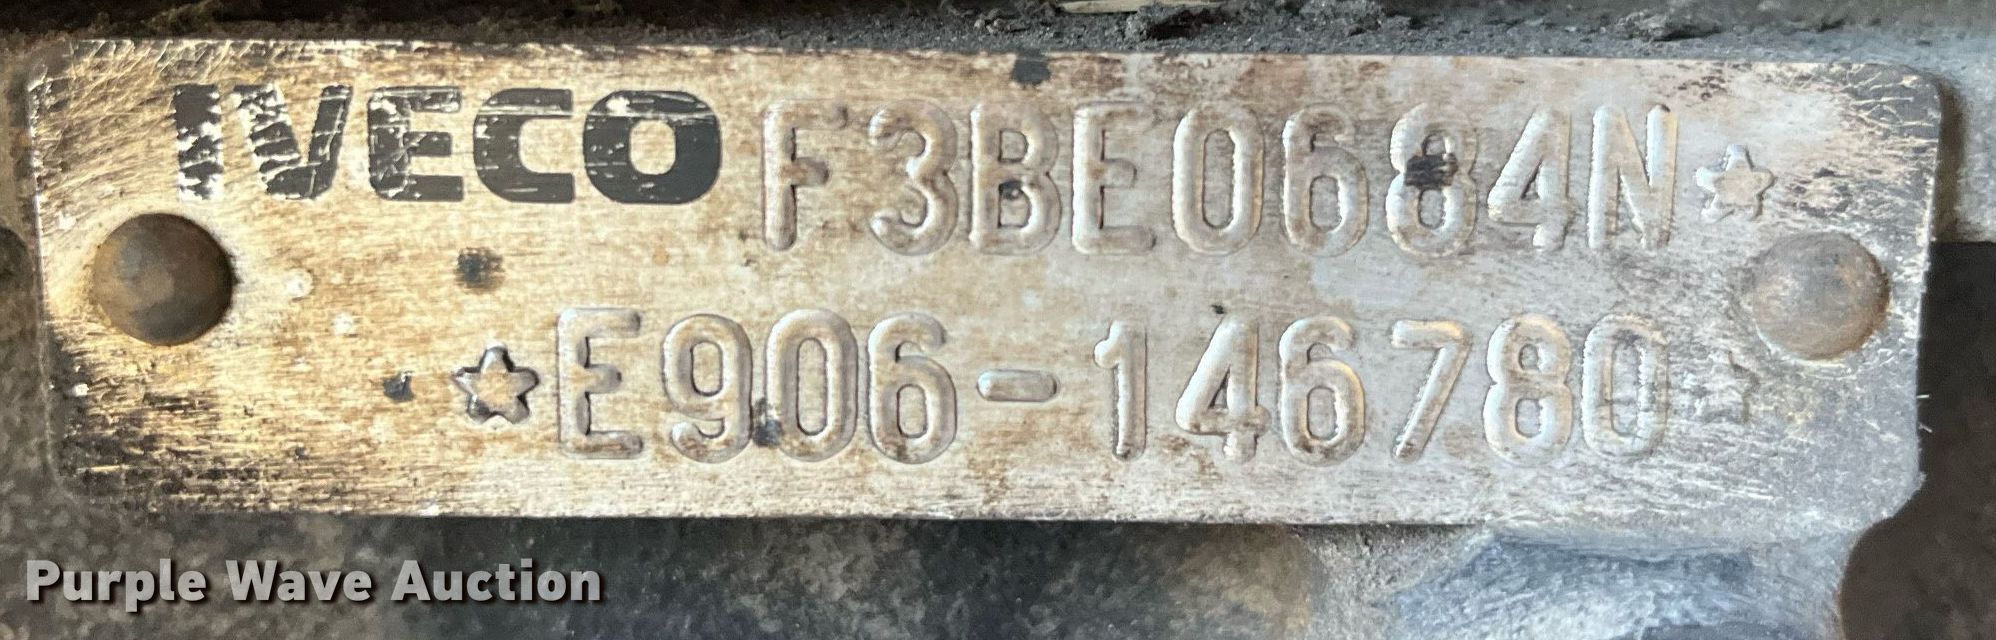 IVECO F3BE0684N☆
☆E906-146780☆
Purple Wave Auction